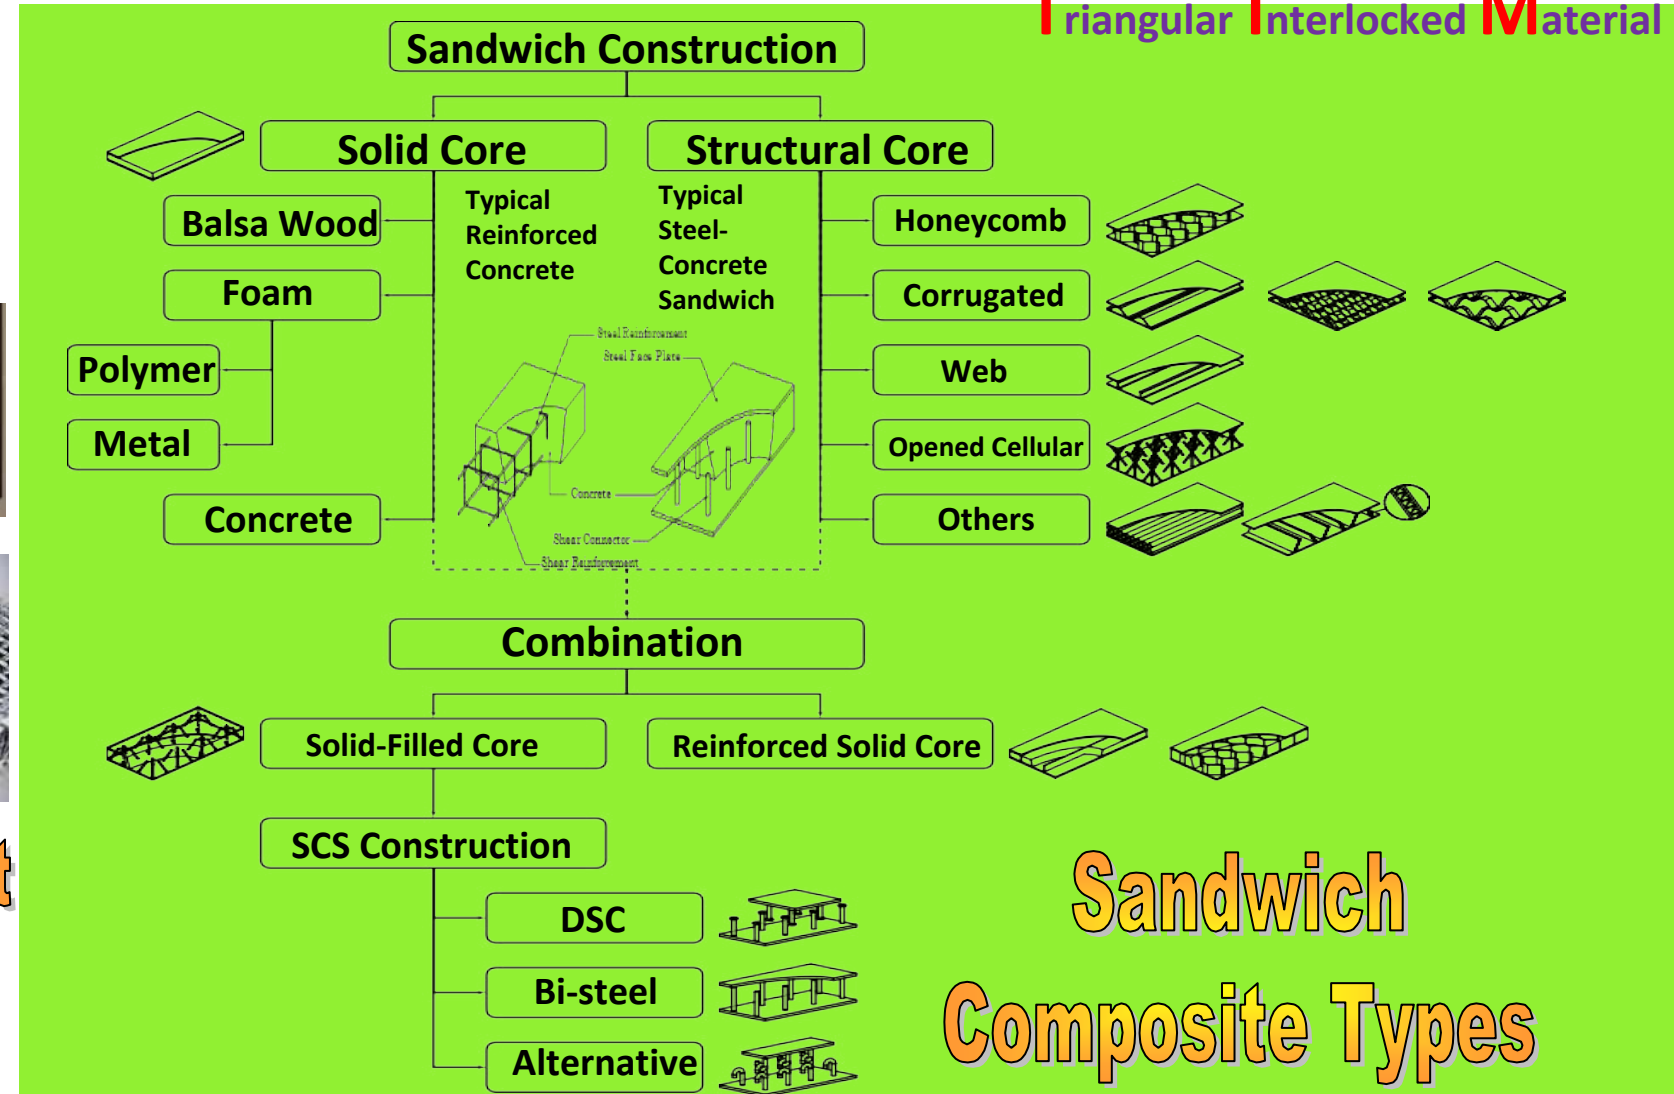 Triangular Interlocked Material
Sandwich Construction
Solid Core
Structural Core
Typical
Reinforced
Concrete
Typical
Steel-
Concrete
Sandwich
Balsa Wood
Foam
Polymer
Metal
Concrete
Honeycomb
Corrugated
Web
Opened Cellular
Others
Steel Reinforcement
Steel Face Plate
Concrete
Shear Connector
Shear Reinforcement
Combination
Solid-Filled Core
Reinforced Solid Core
SCS Construction
DSC
Bi-steel
Alternative
t
Sandwich
Composite Types